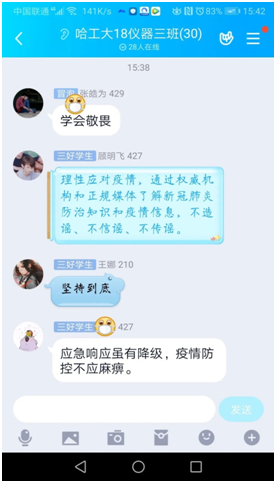 中国联通 4G 141K/s 83% 15:42
哈工大18仪器三班(30)
28人在线
15:38
冒泡 张皓为 429
学会敬畏
三好学生 顾明飞 427
理性应对疫情，通过权威机
构和正规媒体了解新冠肺炎
防治知识和疫情信息，不造
谣、不信谣、不传谣。
三好学生 王娜 210
坚持到底
三好学生 427
应急响应虽有降级，疫情防
控不应麻痹。
发送